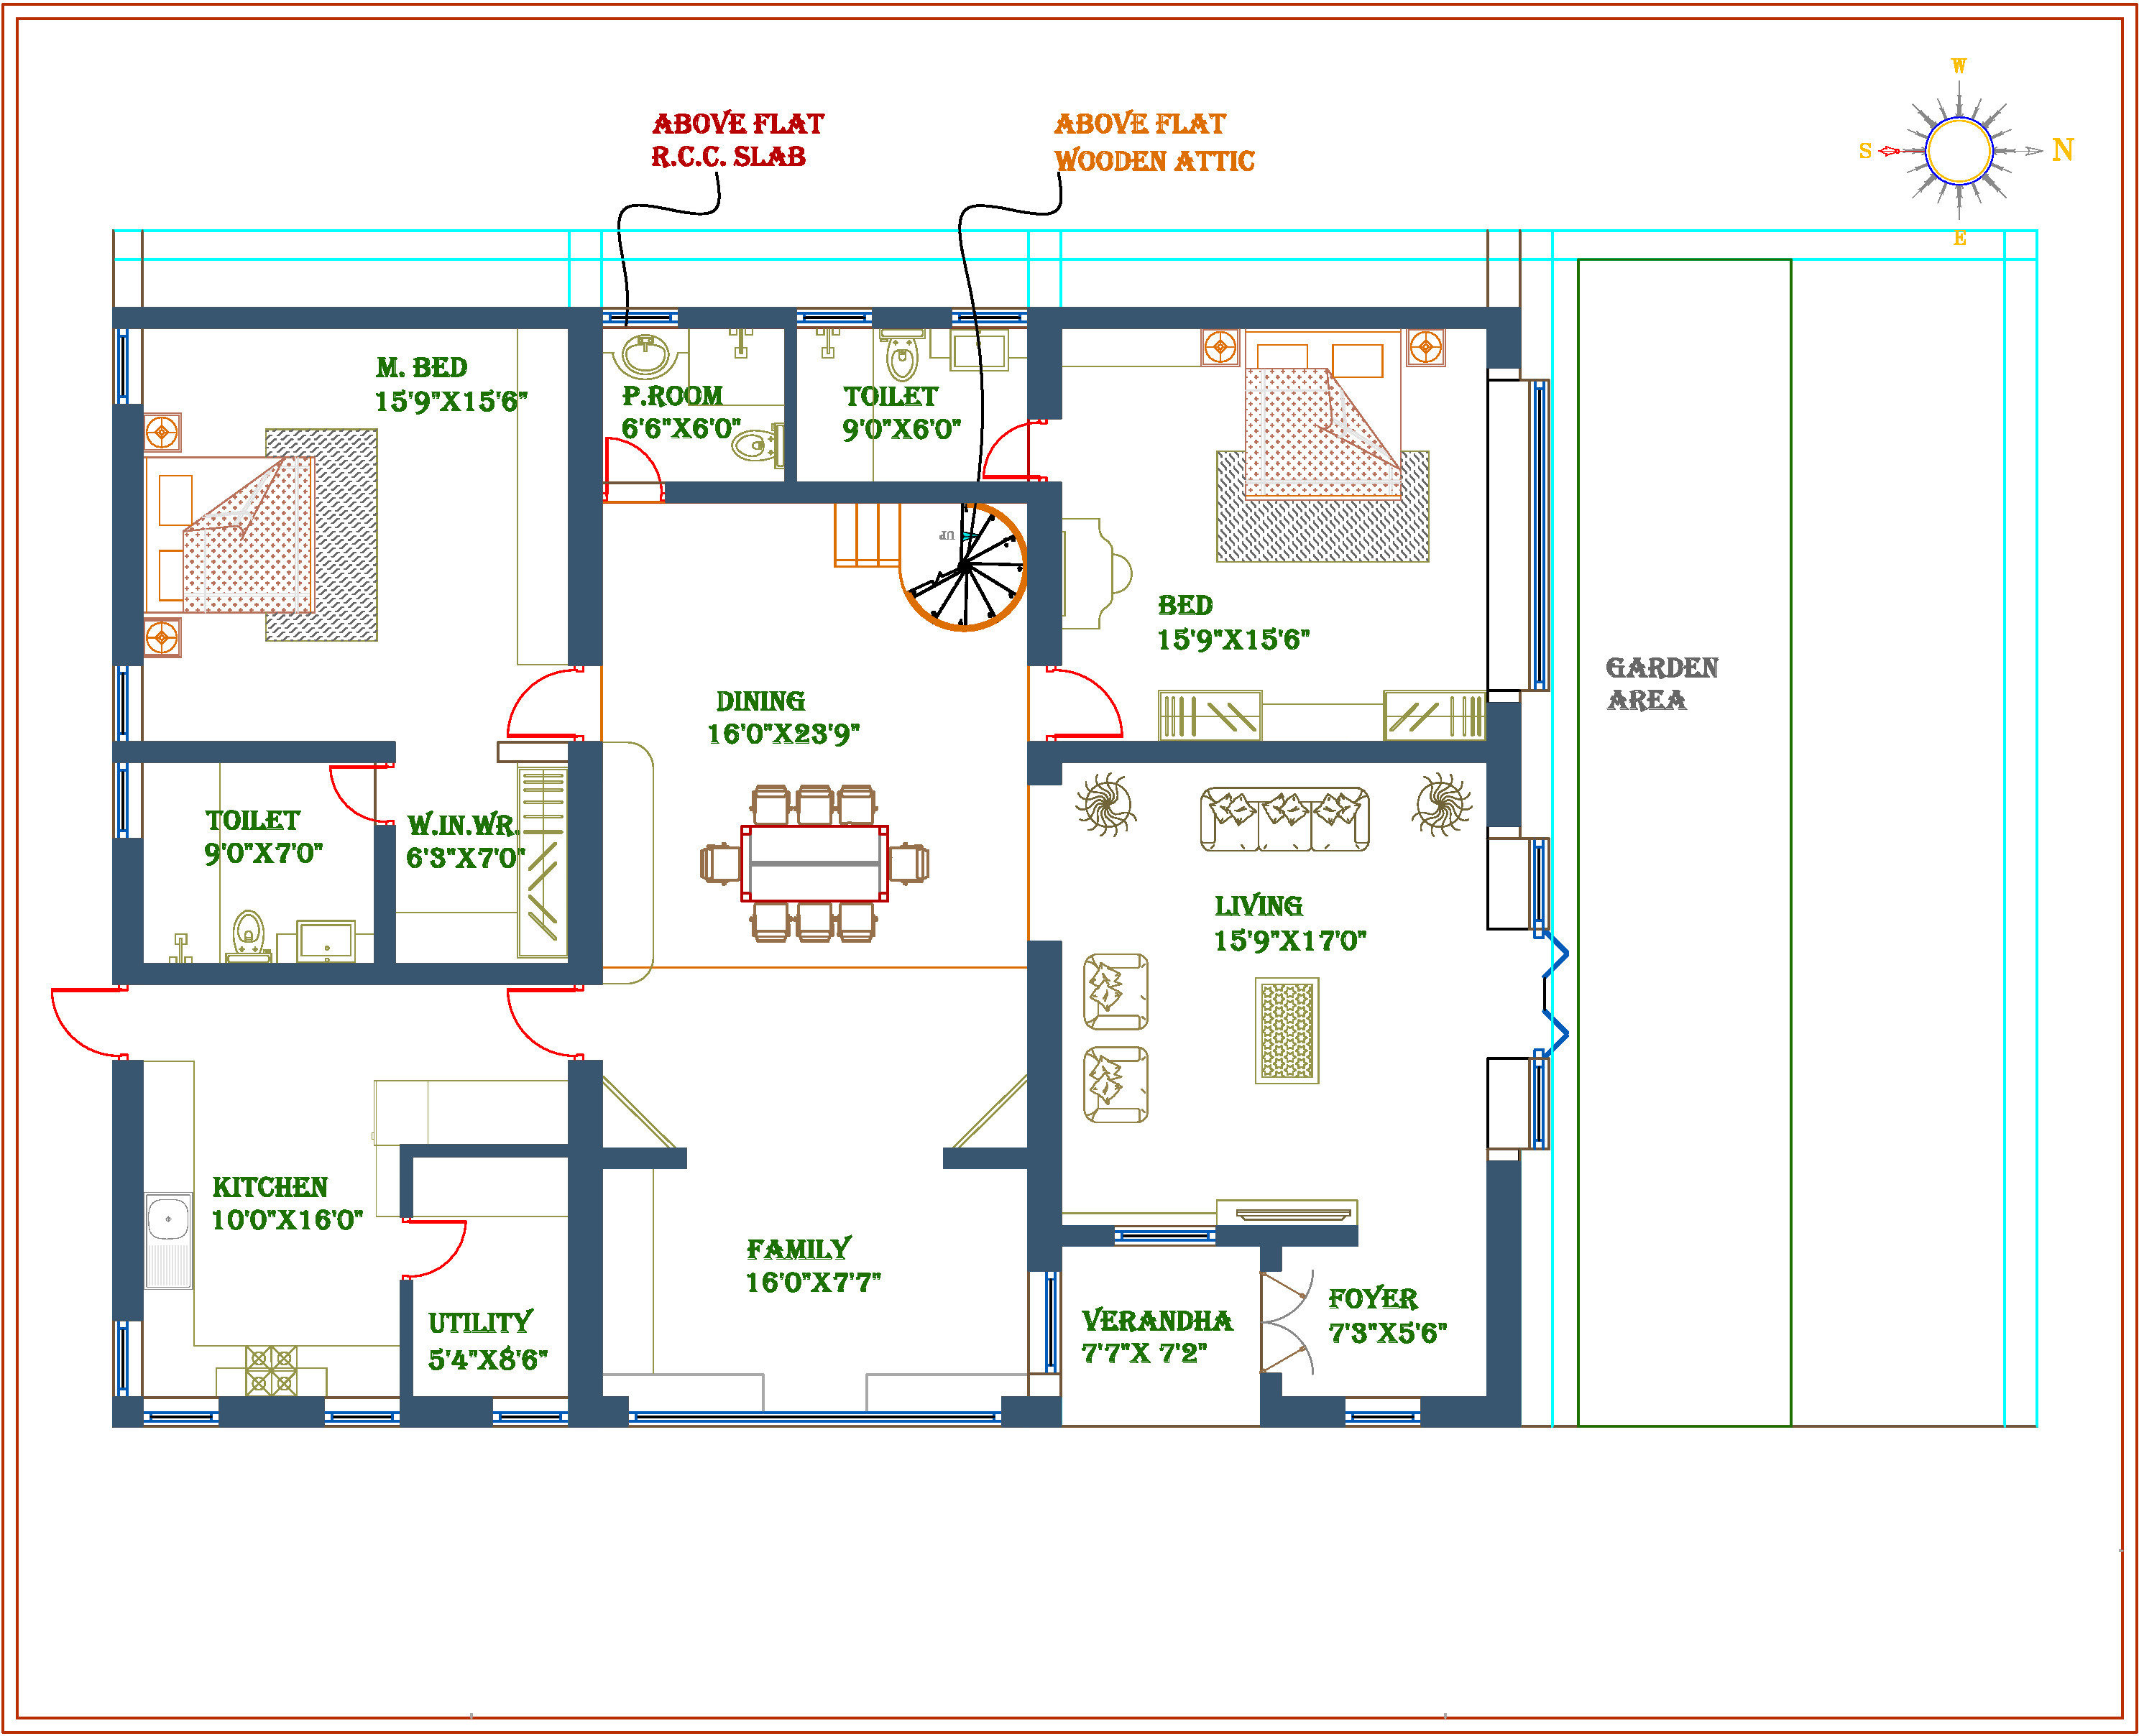 W
S
N
E
ABOVE FLAT
R.C.C. SLAB
ABOVE FLAT
WOODEN ATTIC
M. BED
15'9"X15'6"
P.ROOM
6'6"X6'0"
TOILET
9'0"X6'0"
UP
BED
15'9"X15'6"
GARDEN
AREA
DINING
16'0"X23'9"
TOILET
9'0"X7'0"
W.IN.WR.
6'3"X7'0"
LIVING
15'9"X17'0"
KITCHEN
10'0"X16'0"
FAMILY
16'0"X7'7"
UTILITY
5'4"X8'6"
VERANDHA
7'7"X 7'2"
FOYER
7'3"X5'6"